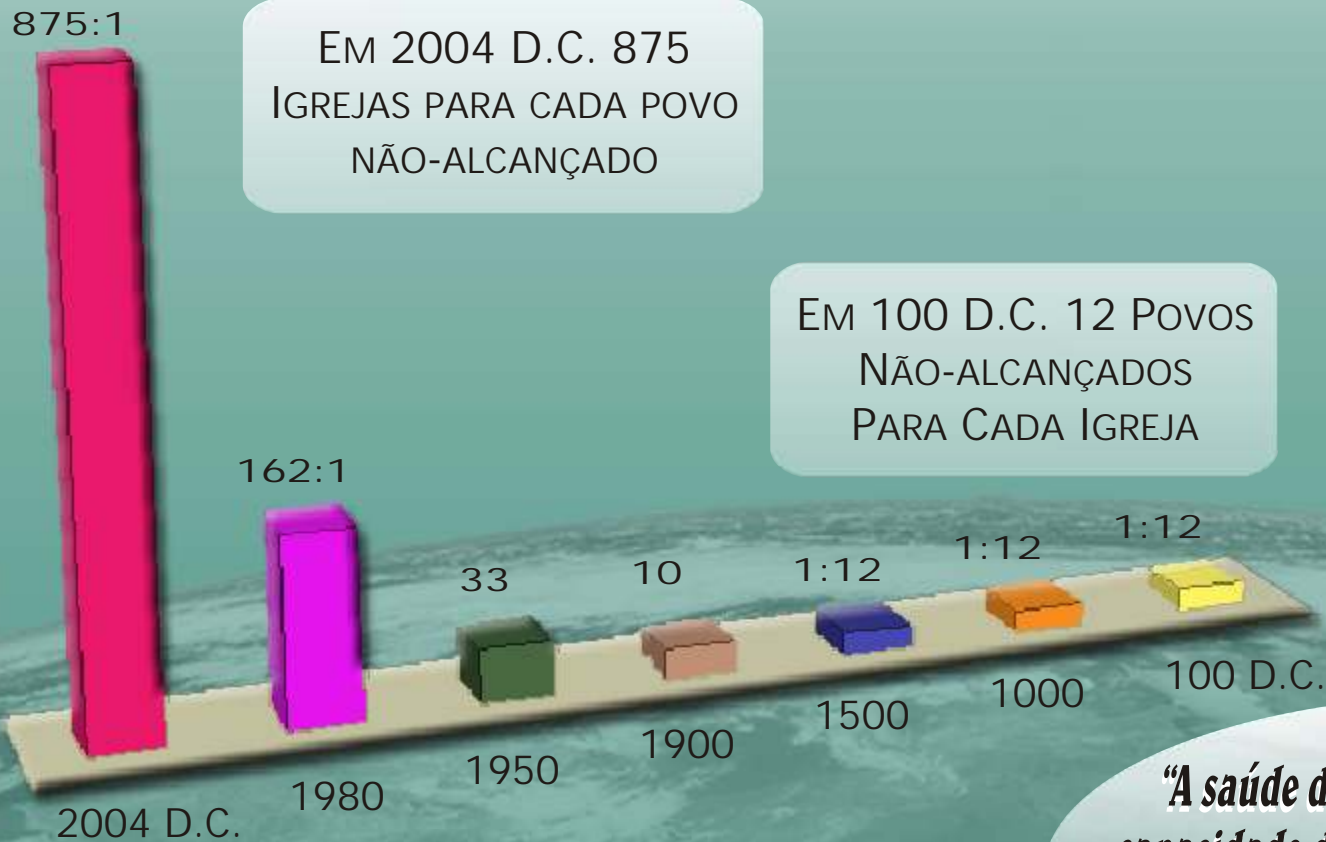 875:1
EM 2004 D.C. 875
IGREJAS PARA CADA POVO
NÃO-ALCANÇADO
EM 100 D.C. 12 POVOS
NÃO-ALCANÇADOS
PARA CADA IGREJA
162:1
33
10
1:12
1:12
1:12
2004 D.C.
1980
1950
1900
1500
1000
100 D.C.
"A saúde d